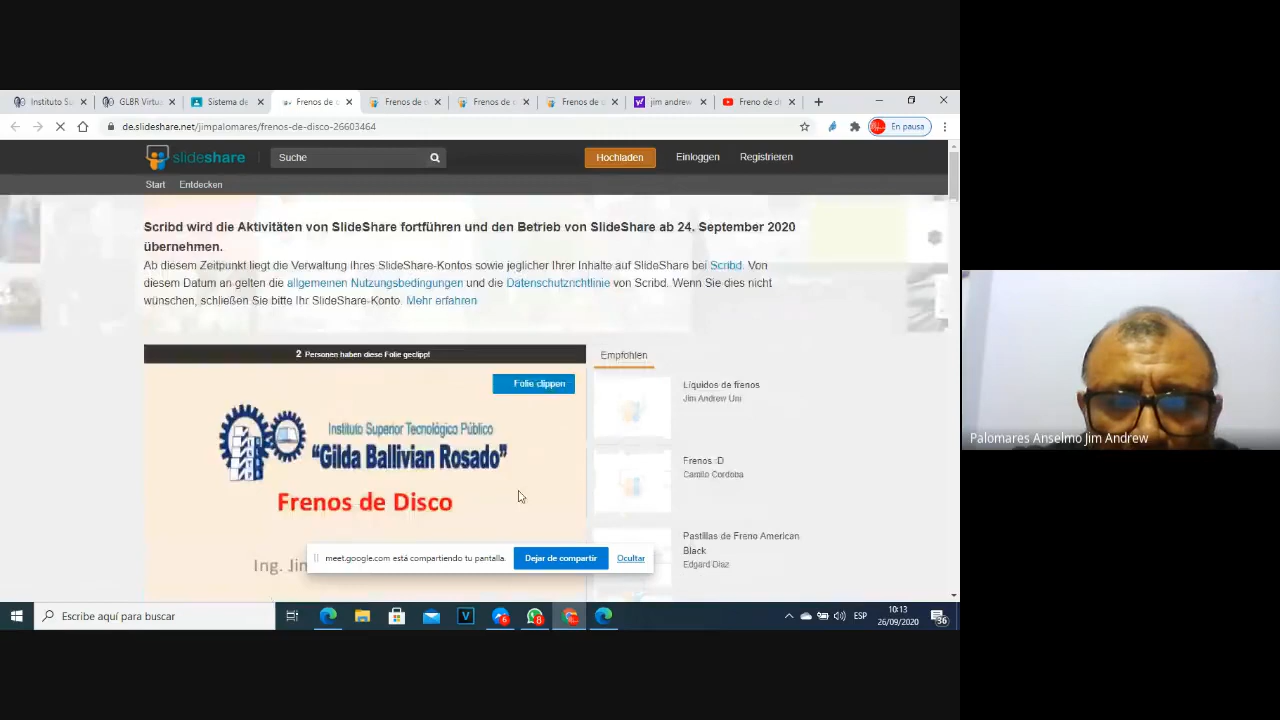 Instituto Su
GLBR Virtua
Sistema de
Frenos de
Frenos de
Frenos de
Frenos de
jim andrew
Freno de di
de.slideshare.net/jimpalomares/frenos-de-disco-26603464
En pausa
slideshare
Suche
Hochladen
Einloggen
Registrieren
Start
Entdecken
Scribd wird die Aktivitäten von SlideShare fortführen und den Betrieb von SlideShare ab 24. September 2020
übernehmen.
Ab diesem Zeitpunkt liegt die Verwaltung Ihres SlideShare-Kontos sowie jeglicher Ihrer Inhalte auf SlideShare bei Scribd. Von
diesem Datum an gelten die allgemeinen Nutzungsbedingungen und die Datenschutzrichtlinie von Scribd. Wenn Sie dies nicht
wünschen, schließen Sie bitte Ihr SlideShare-Konto. Mehr erfahren
2 Personen haben diese Folie geclippt
Folie clippen
Instituto Superior Tecnológico Público
“Gilda Ballivian Rosado”
Frenos de Disco
Ing. Jim
Empfohlen
Líquidos de frenos
Jim Andrew Uni
Frenos :D
Camilo Cordoba
Pastillas de Freno American
Black
Edgard Diaz
meet.google.com está compartiendo tu pantalla.
Dejar de compartir
Ocultar
Palomares Anselmo Jim Andrew
Escribe aquí para buscar
ESP
10:13
26/09/2020
36